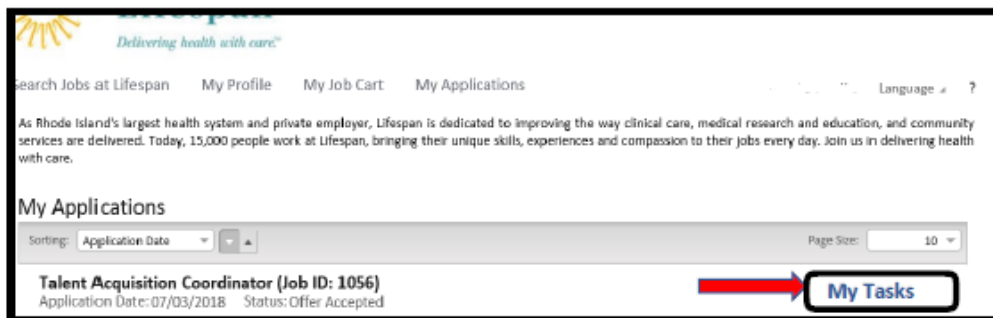 Delivering health with care.™
Search Jobs at Lifespan My Profile My Job Cart My Applications Language ?
As Rhode Island's largest health system and private employer, Lifespan is dedicated to improving the way clinical care, medical research and education, and community
services are delivered. Today, 15,000 people work at Lifespan, bringing their unique skills, experiences and compassion to their jobs every day. Join us in delivering health
with care.
My Applications
Sorting: Application Date Page Size: 10
Talent Acquisition Coordinator (Job ID: 1056)
Application Date: 07/03/2018 Status: Offer Accepted
My Tasks